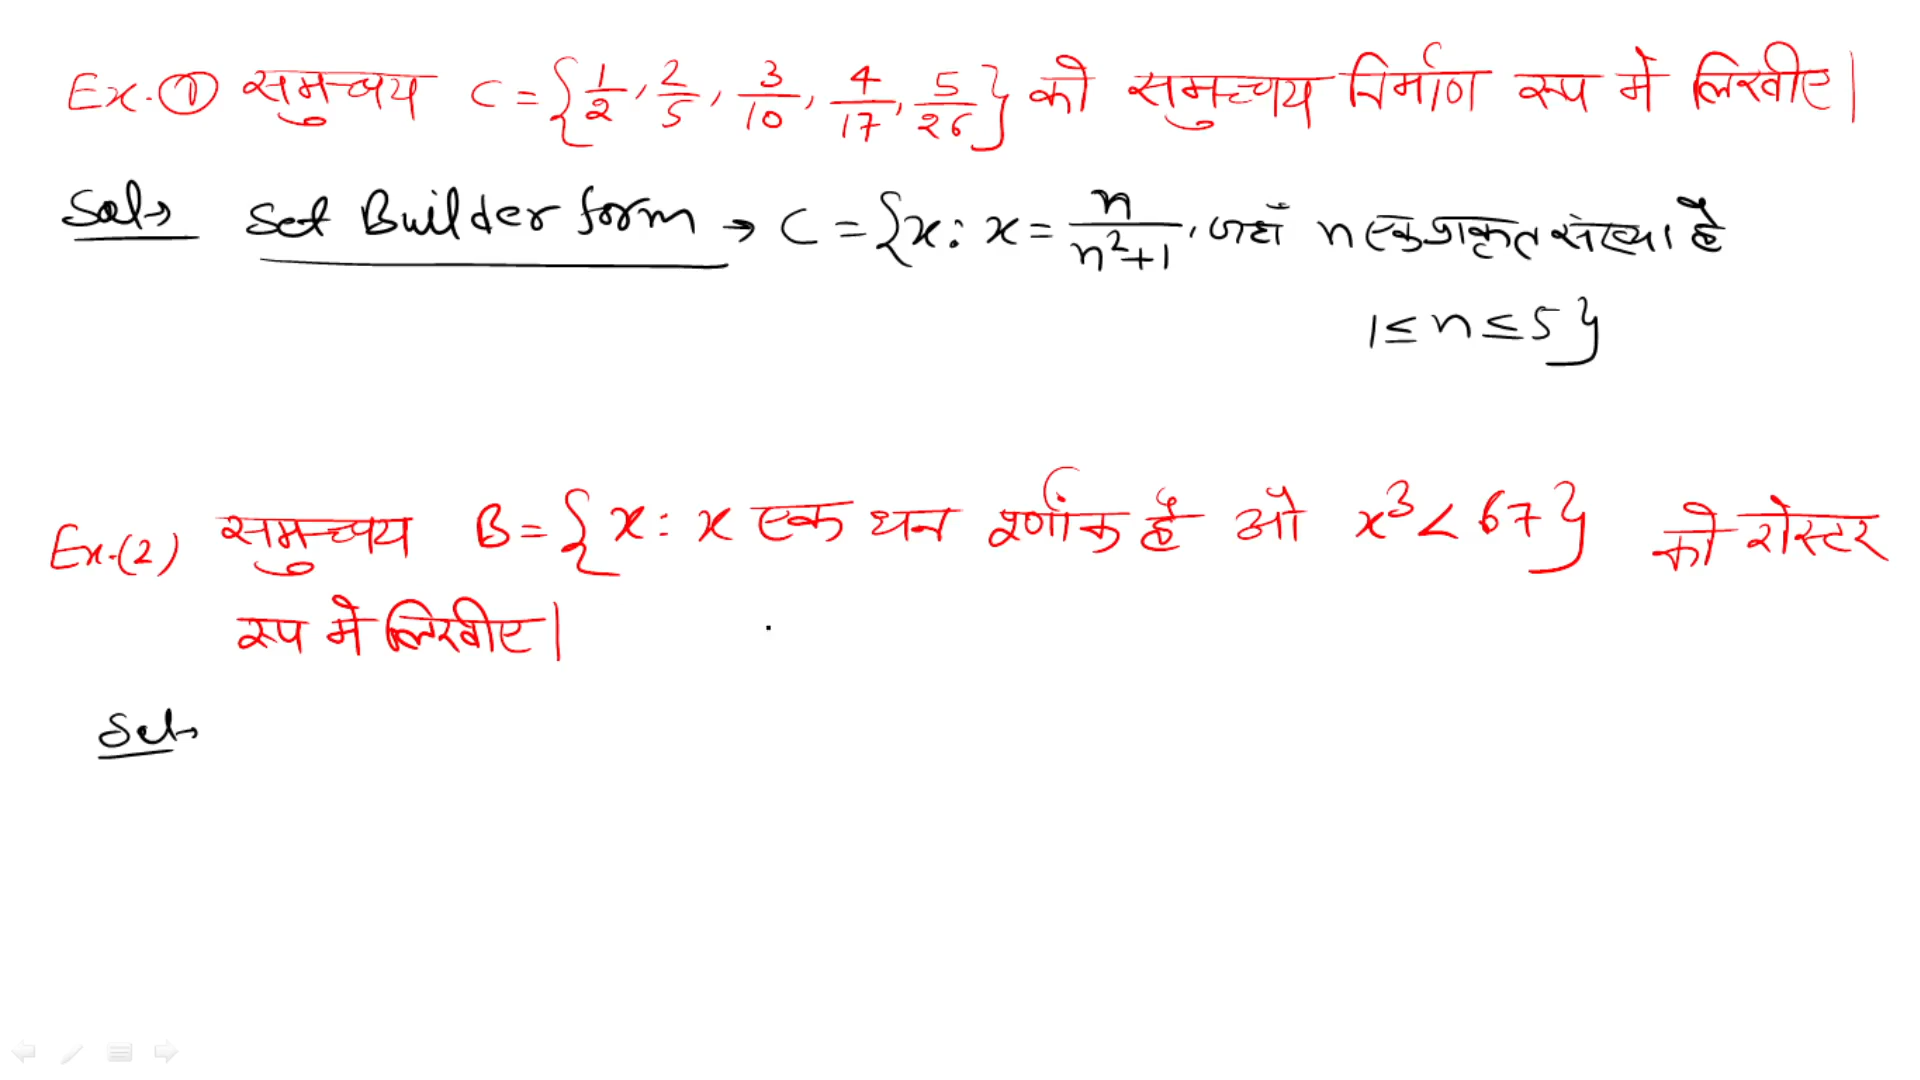 Ex. ① समुच्चय C = {1/2, 2/5, 3/10, 4/17, 5/26} को समुच्चय निर्माण रूप में लिखीए।
Sol→ Set Builder form → C = {x : x = n/(n²+1), जहाँ n एक प्राकृत संख्या है
1 ≤ n ≤ 5}
Ex.(2) समुच्चय B = {x : x एक धन पूर्णांक है ओ x³ < 67} को रोस्टर
रूप में लिखीए।
Sol→